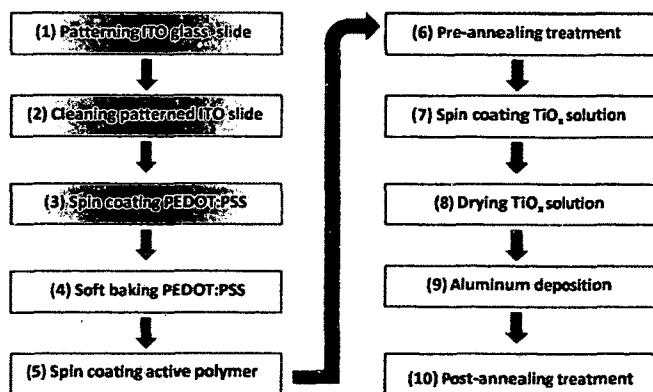 (1) Patterning ITO glass slide
(2) Cleaning patterned ITO slide
(3) Spin coating PEDOT:PSS
(4) Soft baking PEDOT:PSS
(5) Spin coating active polymer
(6) Pre-annealing treatment
(7) Spin coating TiOₓ solution
(8) Drying TiOₓ solution
(9) Aluminum deposition
(10) Post-annealing treatment